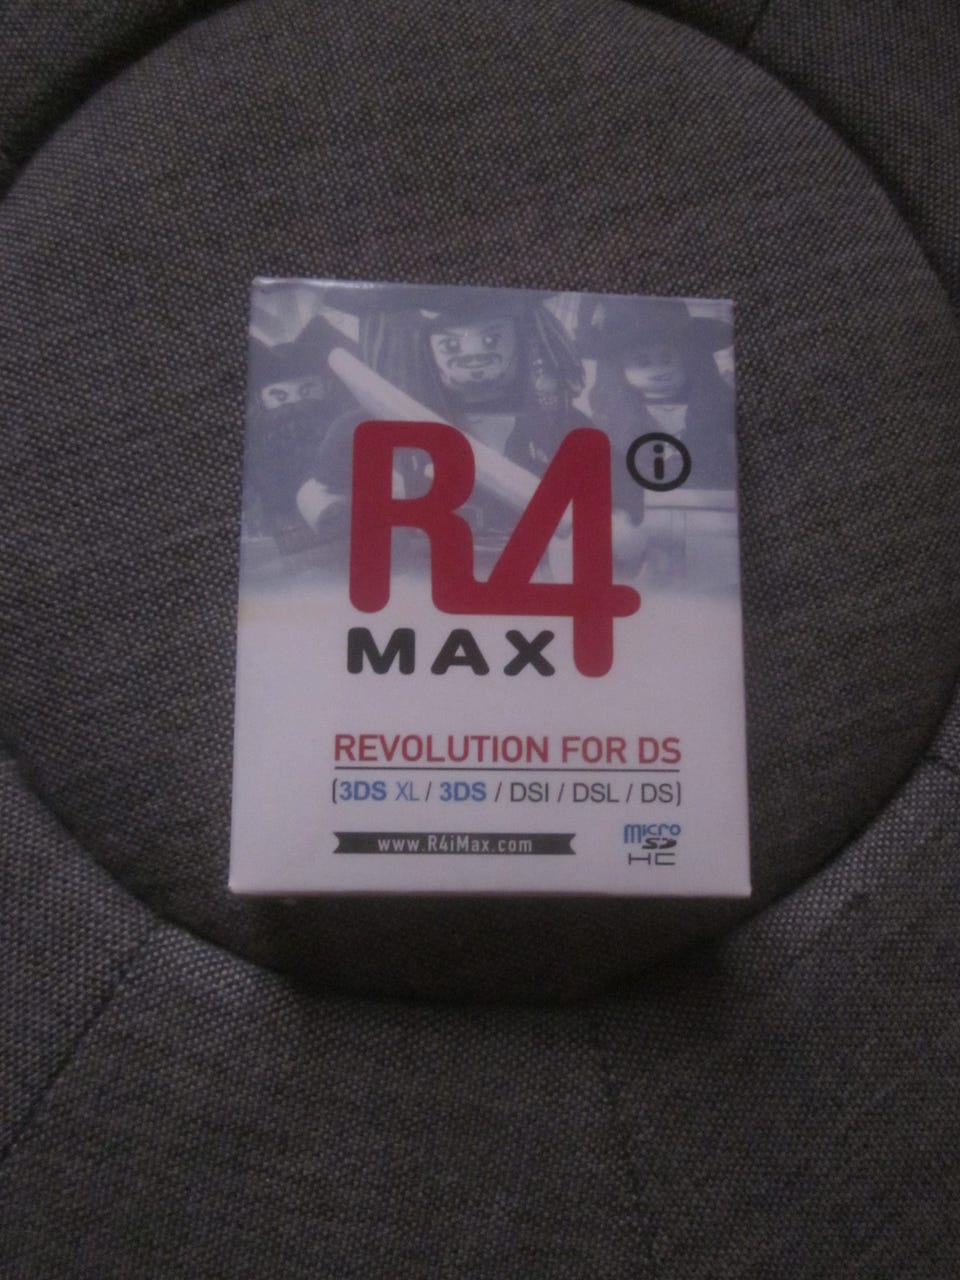 R4 i
MAX
REVOLUTION FOR DS
(3DS XL / 3DS / DSI / DSL / DS)
www.R4iMax.com
micro
SD
HC